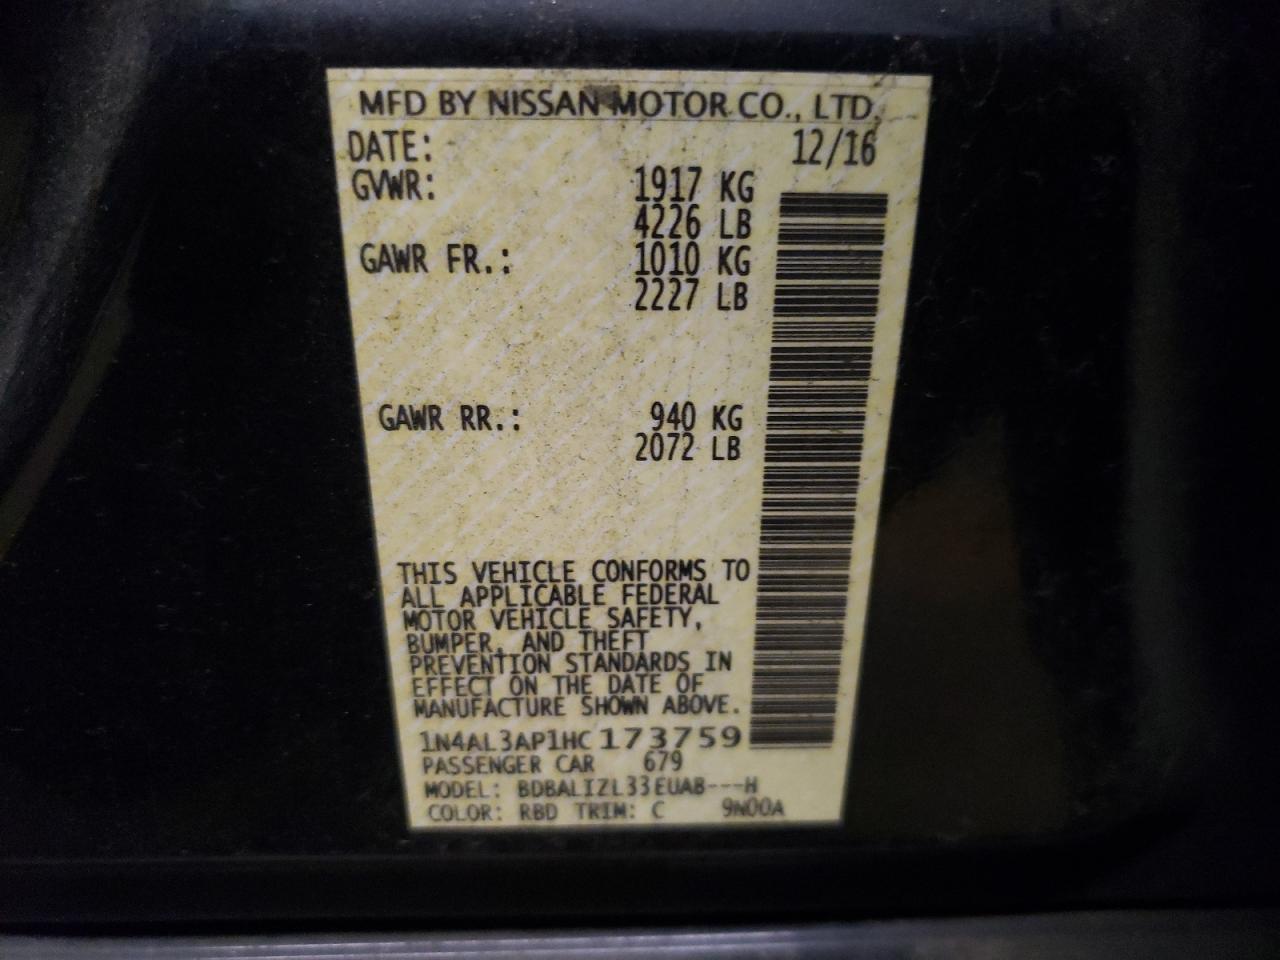 MFD BY NISSAN MOTOR CO., LTD.
DATE: 12/16
GVWR: 1917 KG
4226 LB
GAWR FR.: 1010 KG
2227 LB
GAWR RR.: 940 KG
2072 LB
THIS VEHICLE CONFORMS TO
ALL APPLICABLE FEDERAL
MOTOR VEHICLE SAFETY,
BUMPER, AND THEFT
PREVENTION STANDARDS IN
EFFECT ON THE DATE OF
MANUFACTURE SHOWN ABOVE.
1N4AL3AP1HC173759
PASSENGER CAR 679
MODEL: BDBALIZL33EUAB---H
COLOR: RBD TRIM: C 9N00A